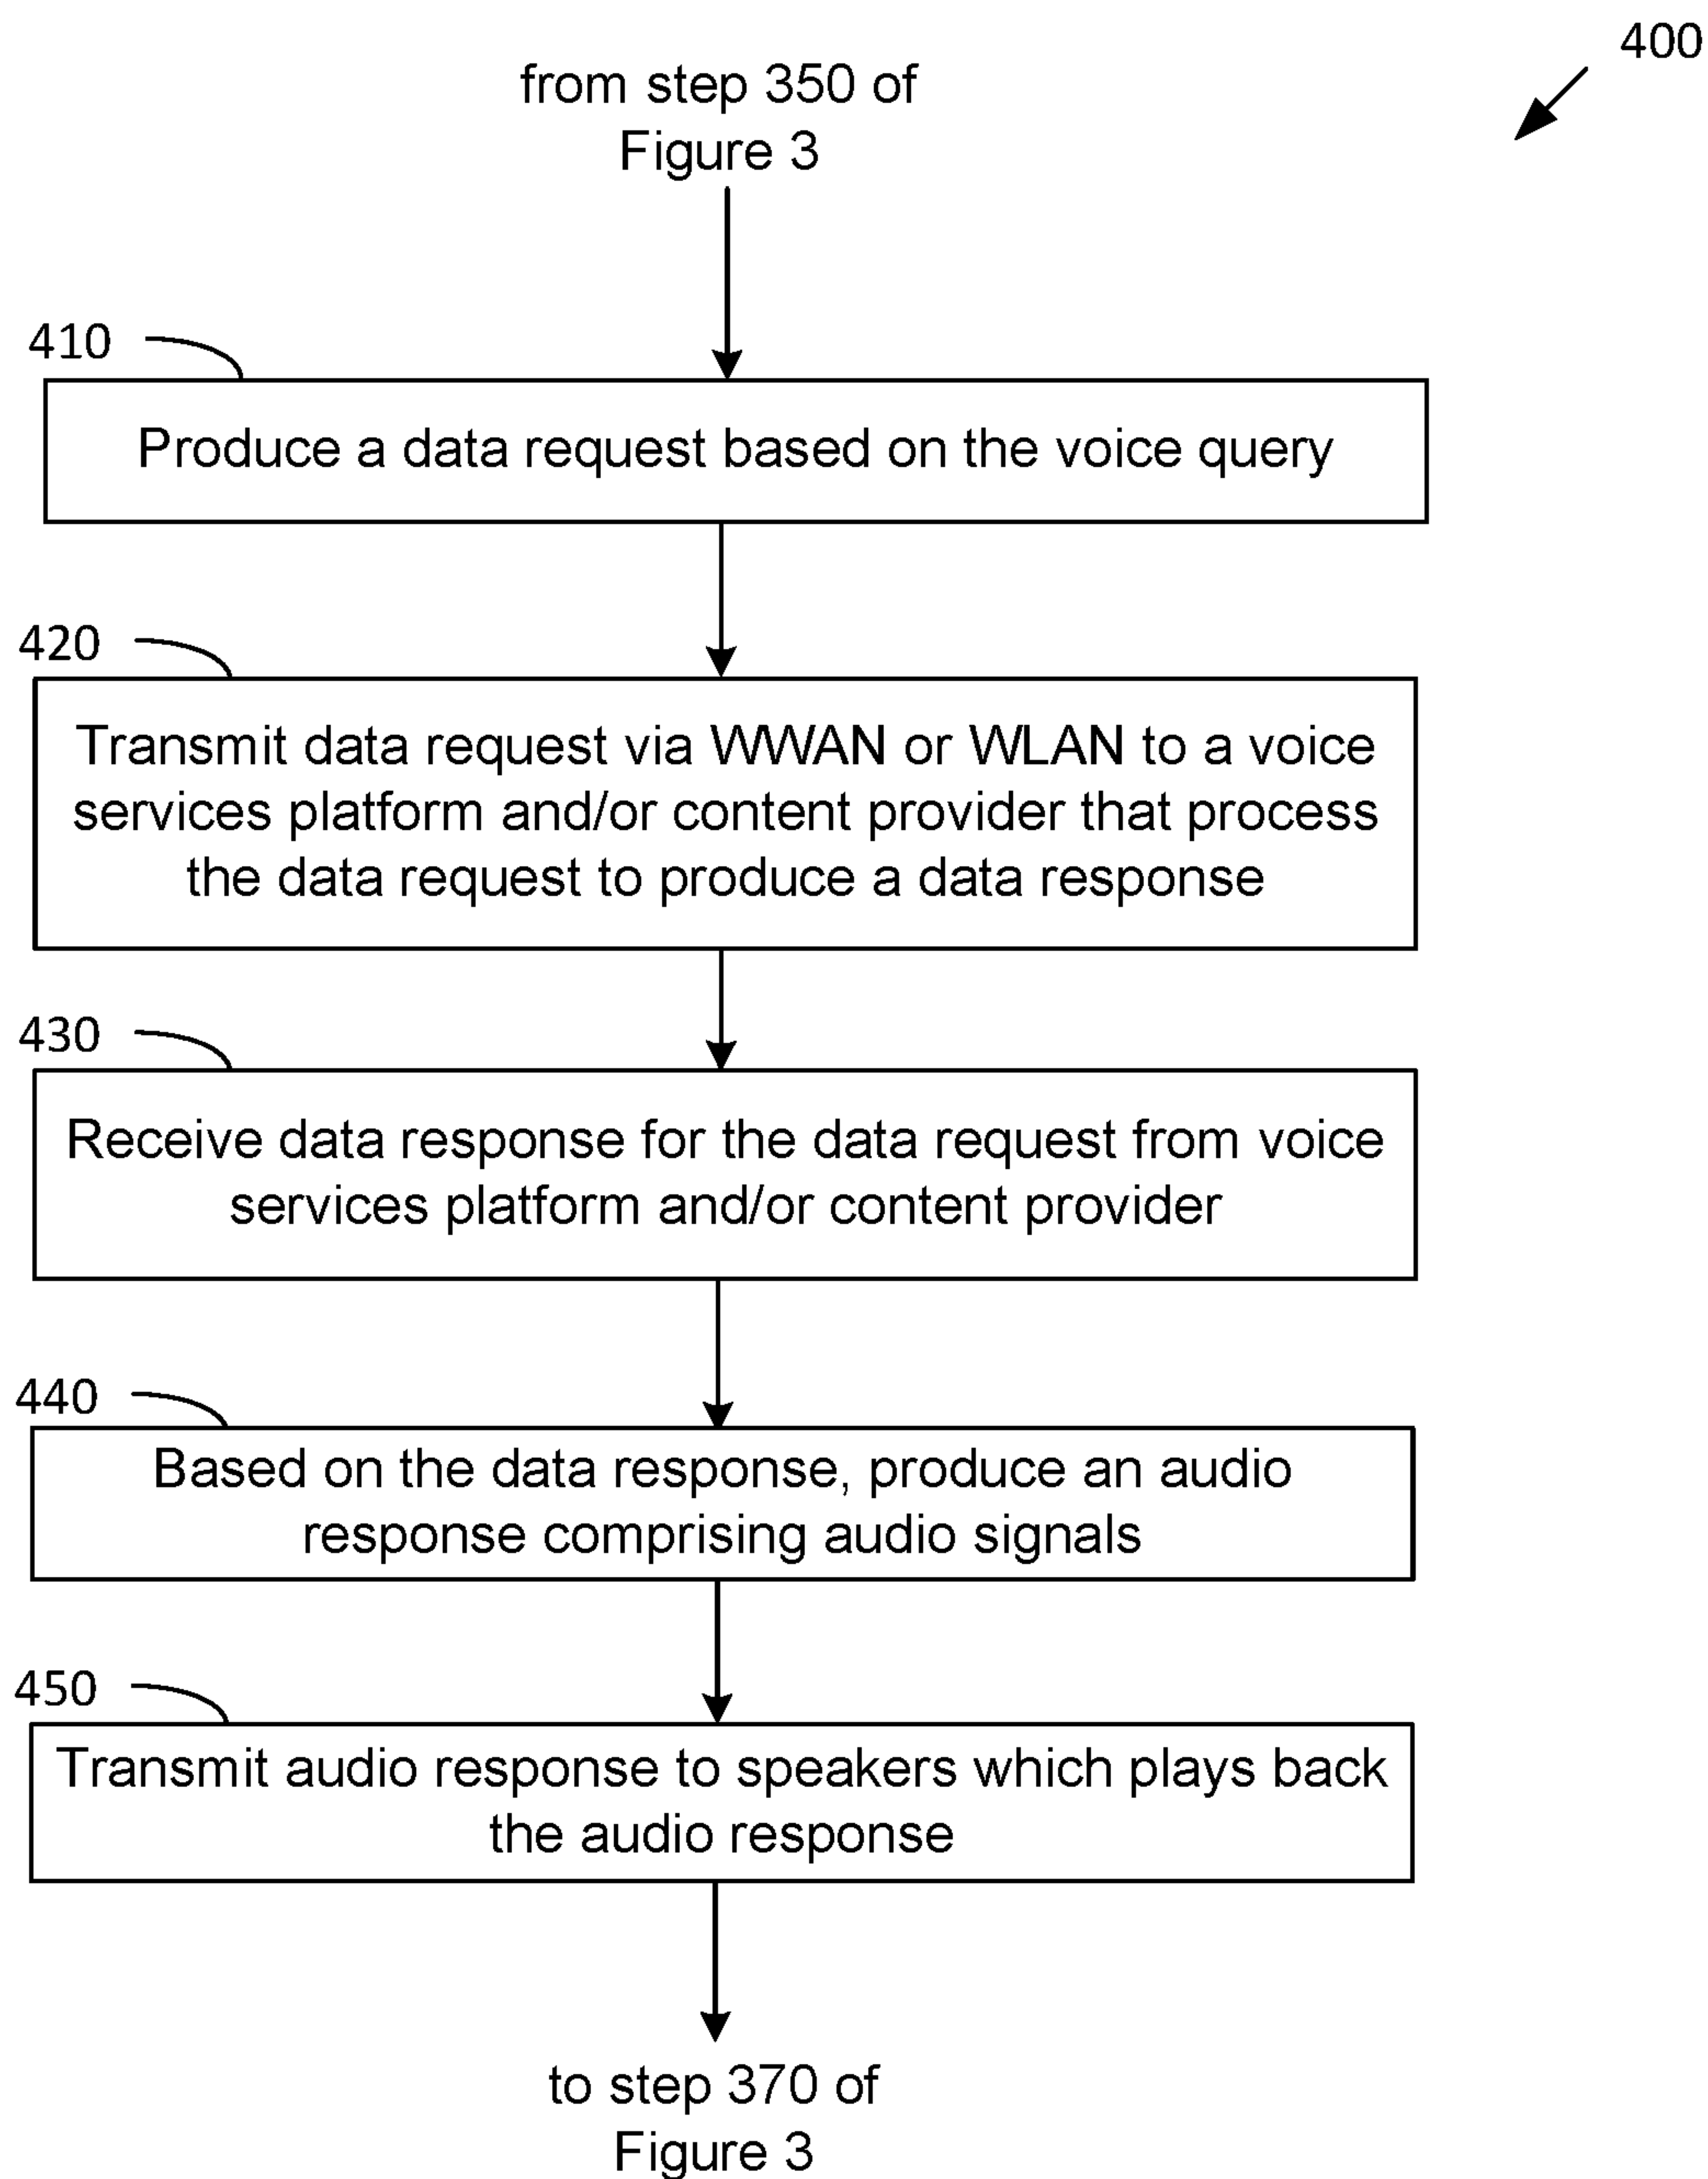 400
from step 350 of
Figure 3
410
Produce a data request based on the voice query
420
Transmit data request via WWAN or WLAN to a voice
services platform and/or content provider that process
the data request to produce a data response
430
Receive data response for the data request from voice
services platform and/or content provider
440
Based on the data response, produce an audio
response comprising audio signals
450
Transmit audio response to speakers which plays back
the audio response
to step 370 of
Figure 3